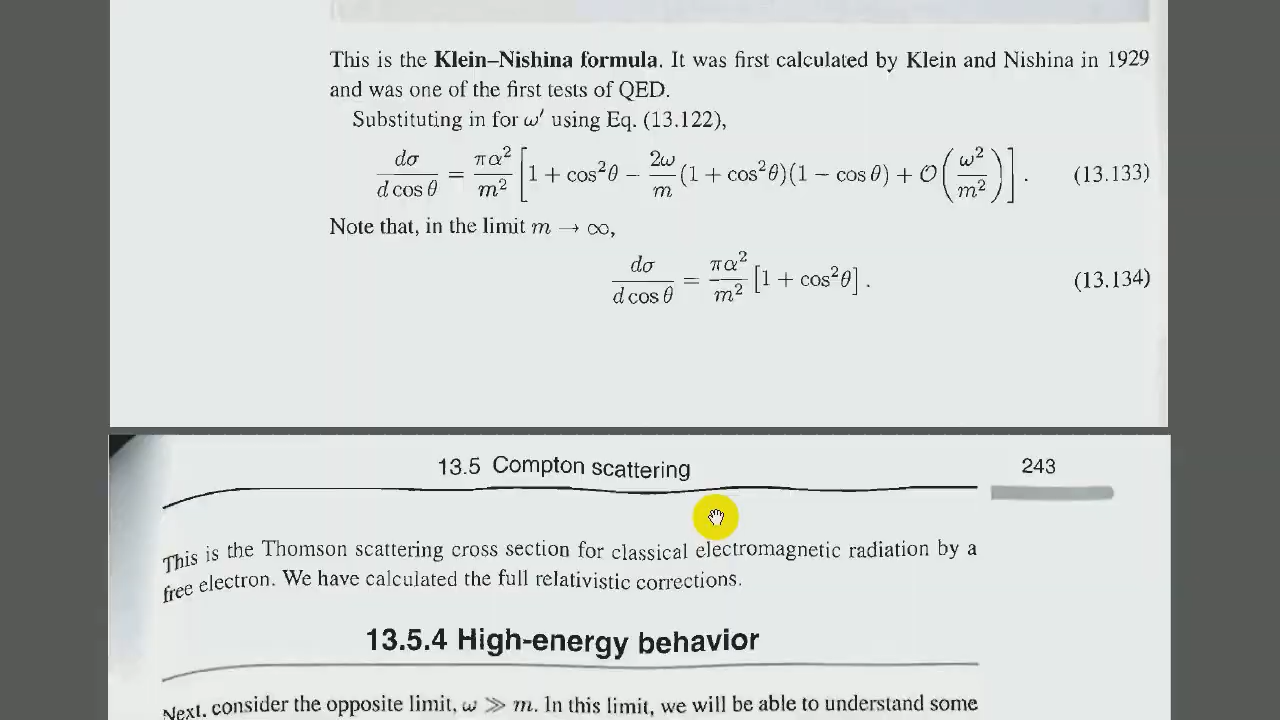 This is the Klein–Nishina formula. It was first calculated by Klein and Nishina in 1929
and was one of the first tests of QED.
Substituting in for ω′ using Eq. (13.122),
dσ/d cos θ = πα²/m² [1 + cos²θ − 2ω/m (1 + cos²θ)(1 − cos θ) + 𝒪(ω²/m²)]. (13.133)
Note that, in the limit m → ∞,
dσ/d cos θ = πα²/m² [1 + cos²θ]. (13.134)
13.5 Compton scattering 243
This is the Thomson scattering cross section for classical electromagnetic radiation by a
free electron. We have calculated the full relativistic corrections.
13.5.4 High-energy behavior
Next, consider the opposite limit, ω ≫ m. In this limit, we will be able to understand some